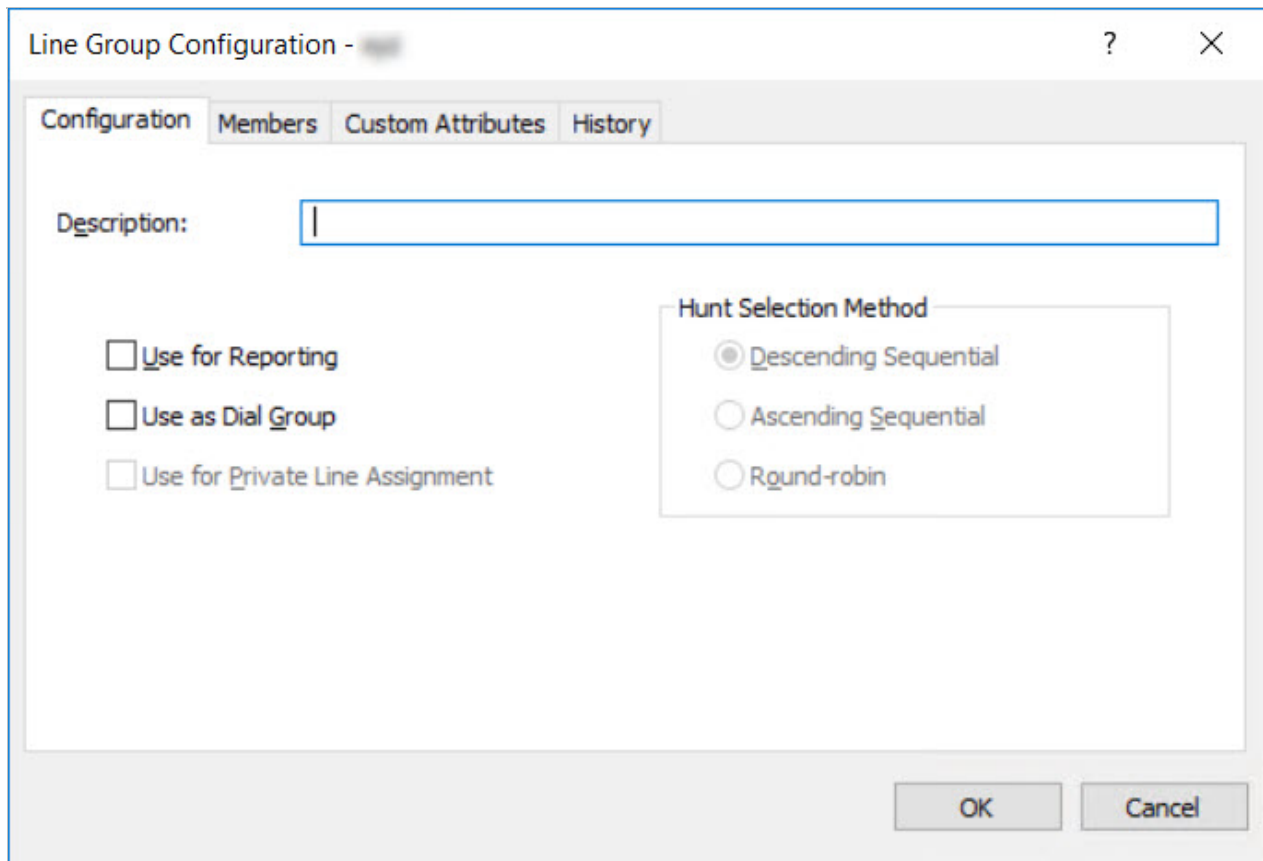 Line Group Configuration -
?
Configuration Members Custom Attributes History
Description:
Hunt Selection Method
Use for Reporting
Descending Sequential
Use as Dial Group
Ascending Sequential
Use for Private Line Assignment
Round-robin
OK Cancel